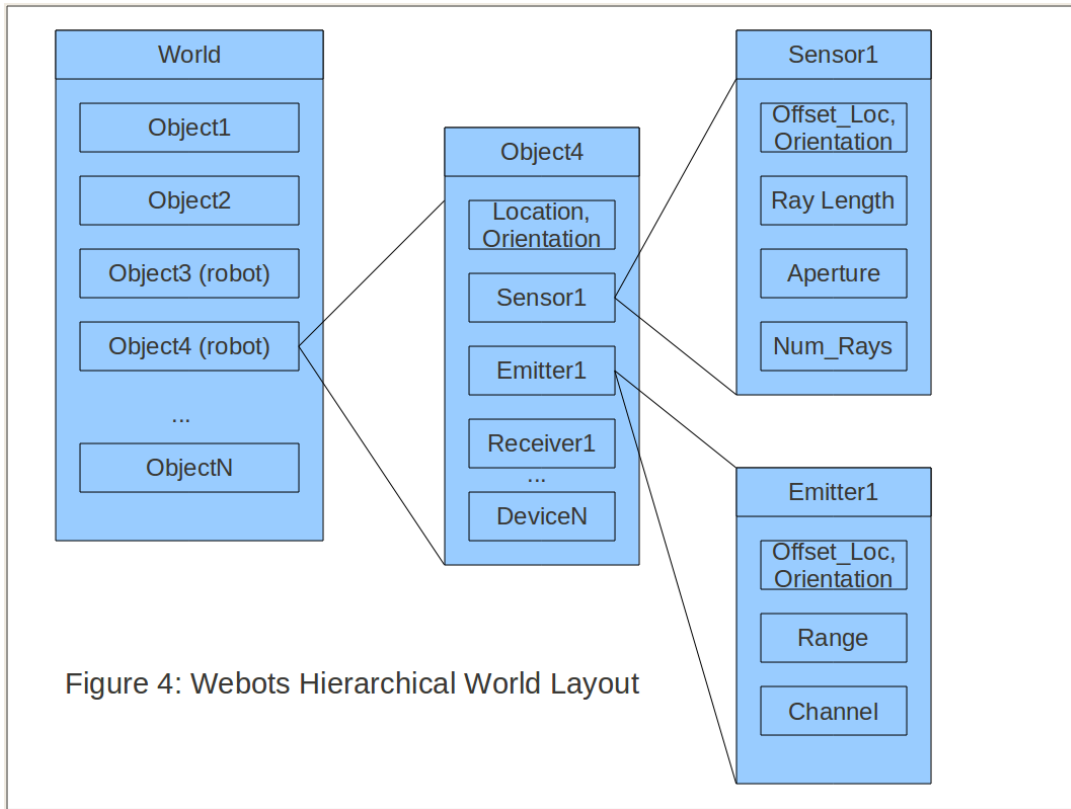 World
Object1
Object2
Object3 (robot)
Object4 (robot)
...
ObjectN
Object4
Location,
Orientation
Sensor1
Emitter1
Receiver1
...
DeviceN
Sensor1
Offset_Loc,
Orientation
Ray Length
Aperture
Num_Rays
Emitter1
Offset_Loc,
Orientation
Range
Channel
Figure 4: Webots Hierarchical World Layout